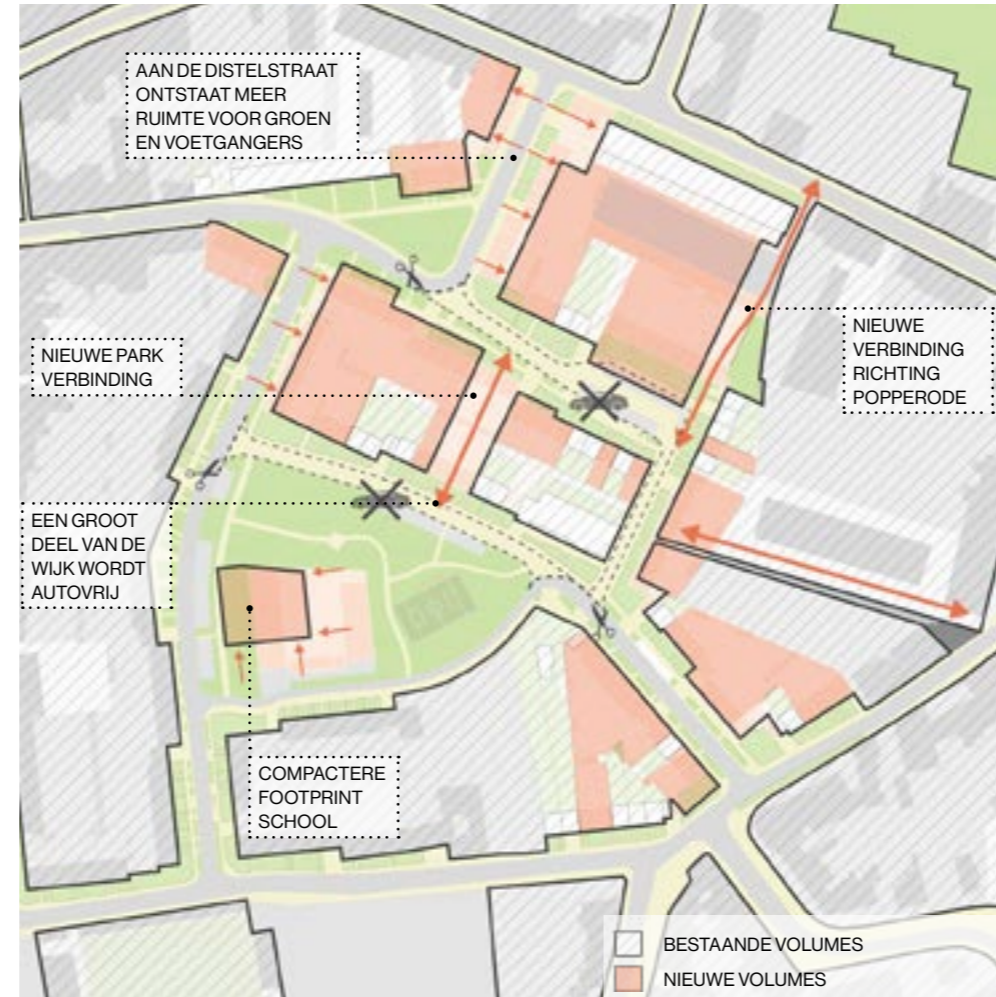 AAN DE DISTELSTRAAT
ONTSTAAT MEER
RUIMTE VOOR GROEN
EN VOETGANGERS
NIEUWE PARK
VERBINDING
NIEUWE
VERBINDING
RICHTING
POPPERODE
EEN GROOT
DEEL VAN DE
WIJK WORDT
AUTOVRIJ
COMPACTERE
FOOTPRINT
SCHOOL
BESTAANDE VOLUMES
NIEUWE VOLUMES